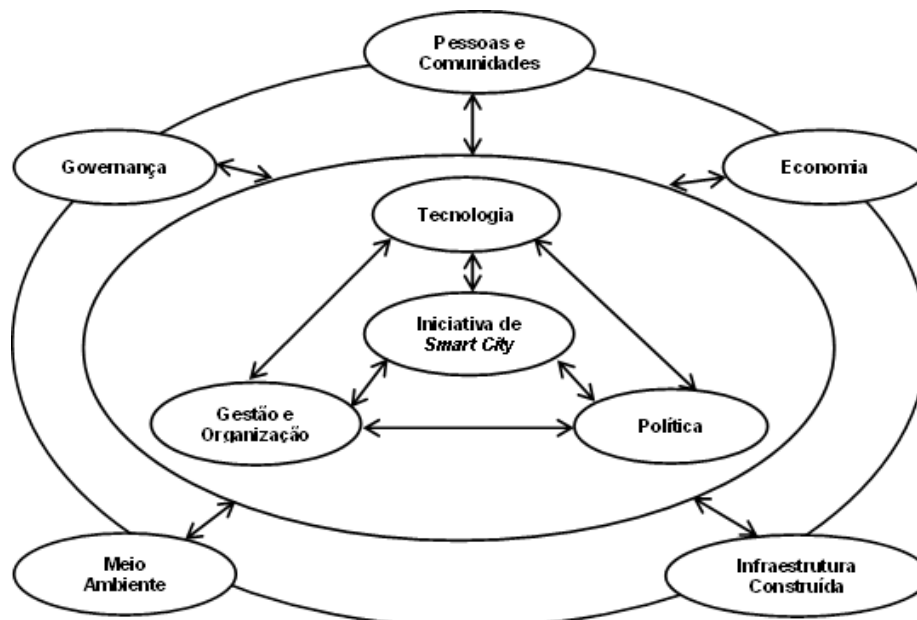 Pessoas e
Comunidades
Governança
Economia
Tecnologia
Iniciativa de
Smart City
Gestão e
Organização
Política
Meio
Ambiente
Infraestrutura
Construída